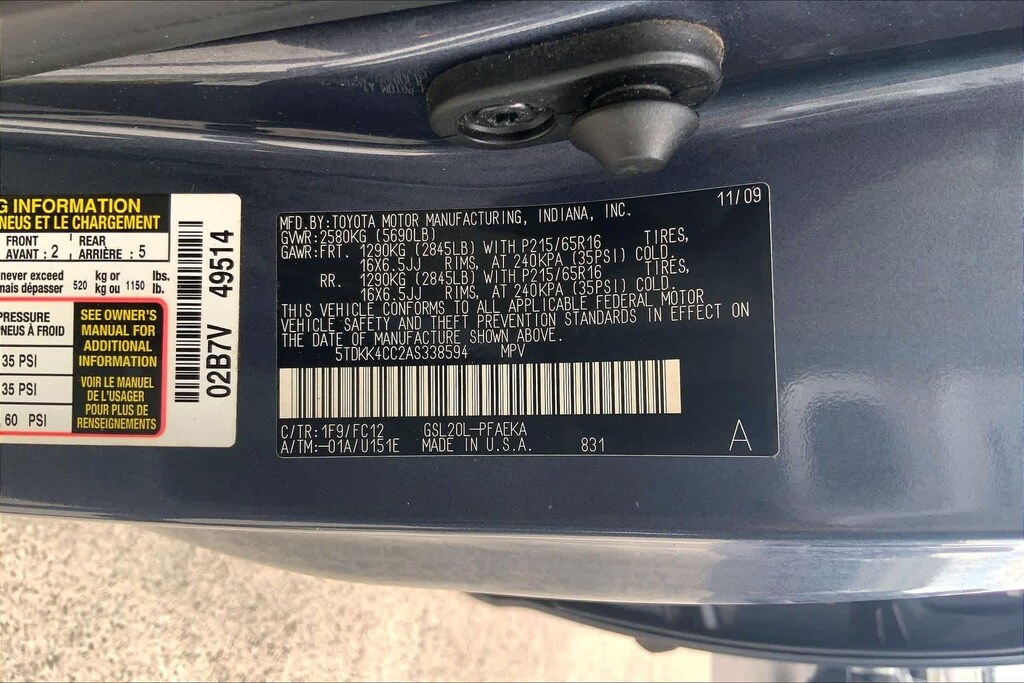 G INFORMATION
NEUS ET LE CHARGEMENT
FRONT
AVANT : 2
REAR
ARRIÈRE : 5
never exceed
mais dépasser
520
kg or
kg ou
1150
lbs.
lb.
PRESSURE
PNEUS À FROID
35 PSI
35 PSI
60 PSI
SEE OWNER'S
MANUAL FOR
ADDITIONAL
INFORMATION
VOIR LE MANUEL
DE L'USAGER
POUR PLUS DE
RENSEIGNEMENTS
02B7V 49514
11/09
MFD.BY:TOYOTA MOTOR MANUFACTURING, INDIANA, INC.
GVWR:2580KG (5690LB)
GAWR:FRT. 1290KG (2845LB) WITH P215/65R16 TIRES,
16X6.5JJ RIMS, AT 240KPA (35PSI) COLD.
RR. 1290KG (2845LB) WITH P215/65R16 TIRES,
16X6.5JJ RIMS, AT 240KPA (35PSI) COLD.
THIS VEHICLE CONFORMS TO ALL APPLICABLE FEDERAL MOTOR
VEHICLE SAFETY AND THEFT PREVENTION STANDARDS IN EFFECT ON
THE DATE OF MANUFACTURE SHOWN ABOVE.
5TDKK4CC2AS338594 MPV
C/TR: 1F9/FC12 GSL20L-PFAEKA
A/TM:-01A/U151E MADE IN U.S.A. 831
A